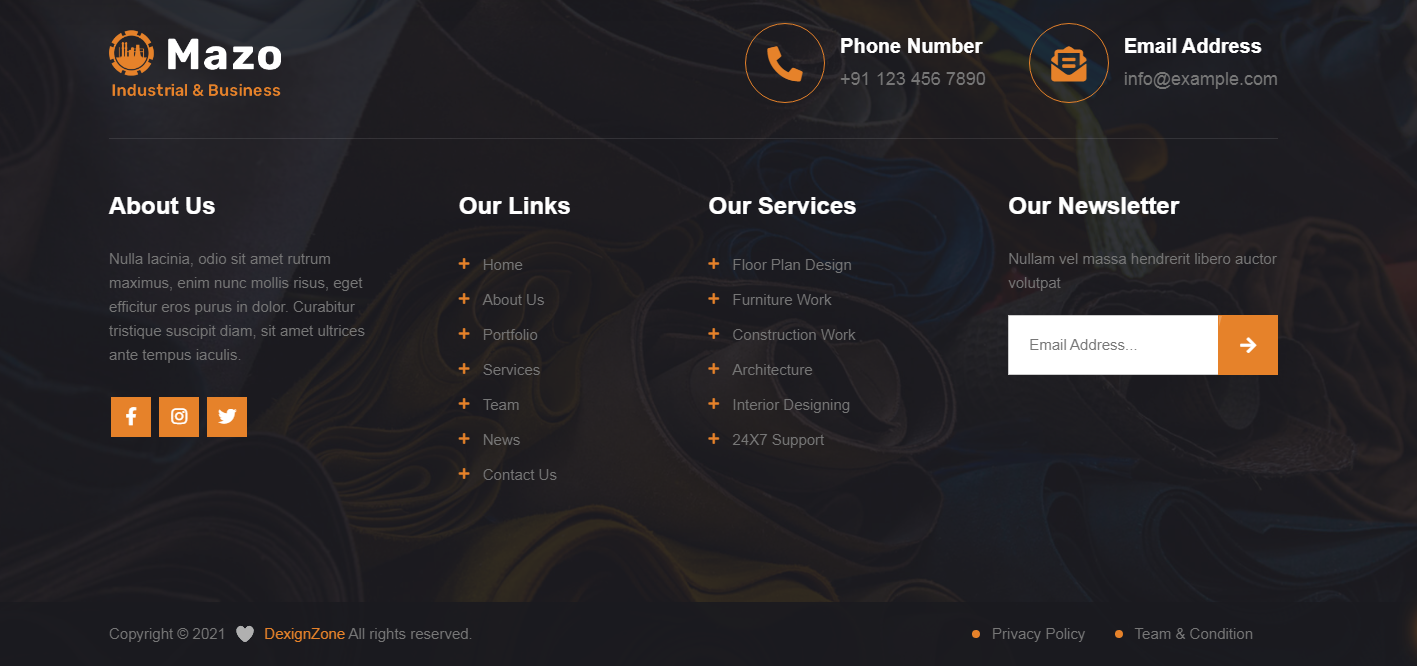 Mazo
Industrial & Business
Phone Number
+91 123 456 7890
Email Address
info@example.com
About Us
Nulla lacinia, odio sit amet rutrum
maximus, enim nunc mollis risus, eget
efficitur eros purus in dolor. Curabitur
tristique suscipit diam, sit amet ultrices
ante tempus iaculis.
Our Links
Home
About Us
Portfolio
Services
Team
News
Contact Us
Our Services
Floor Plan Design
Furniture Work
Construction Work
Architecture
Interior Designing
24X7 Support
Our Newsletter
Nullam vel massa hendrerit libero auctor
volutpat
Email Address...
Copyright © 2021 DexignZone All rights reserved.
Privacy Policy
Team & Condition